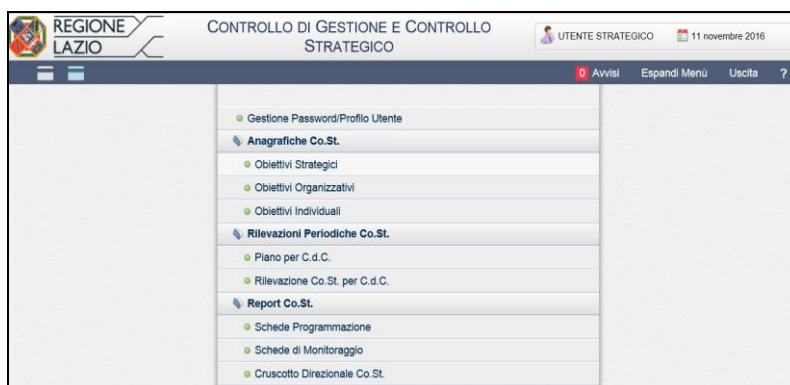 REGIONE
LAZIO
CONTROLLO DI GESTIONE E CONTROLLO
STRATEGICO
UTENTE STRATEGICO
11 novembre 2016
0 Avvisi Espandi Menù Uscita ?
Gestione Password/Profilo Utente
Anagrafiche Co.St.
Obiettivi Strategici
Obiettivi Organizzativi
Obiettivi Individuali
Rilevazioni Periodiche Co.St.
Piano per C.d.C.
Rilevazione Co.St. per C.d.C.
Report Co.St.
Schede Programmazione
Schede di Monitoraggio
Cruscotto Direzionale Co.St.